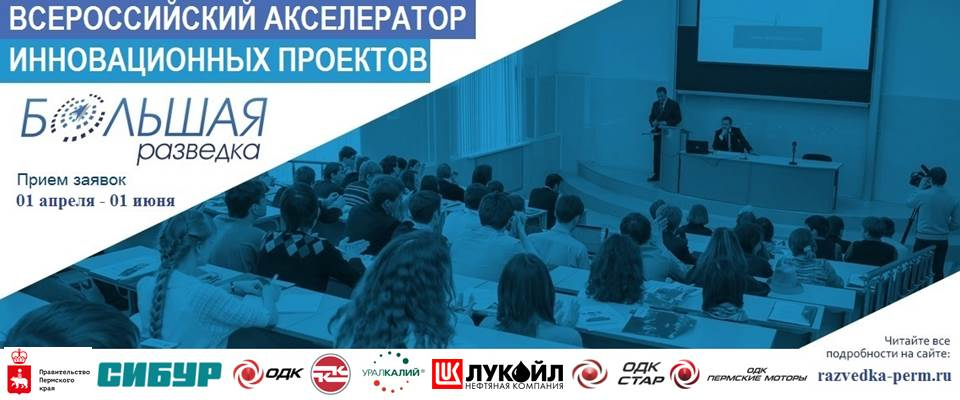 ВСЕРОССИЙСКИЙ АКСЕЛЕРАТОР
ИННОВАЦИОННЫХ ПРОЕКТОВ
БОЛЬШАЯ
разведка
Прием заявок
01 апреля - 01 июня
Читайте все
подробности на сайте:
razvedka-perm.ru
Правительство
Пермского
края
СИБУР
ОДК
УРАЛКАЛИЙ®
ЛУКОЙЛ
НЕФТЯНАЯ КОМПАНИЯ
ОДК
СТАР
ОДК
ПЕРМСКИЕ МОТОРЫ